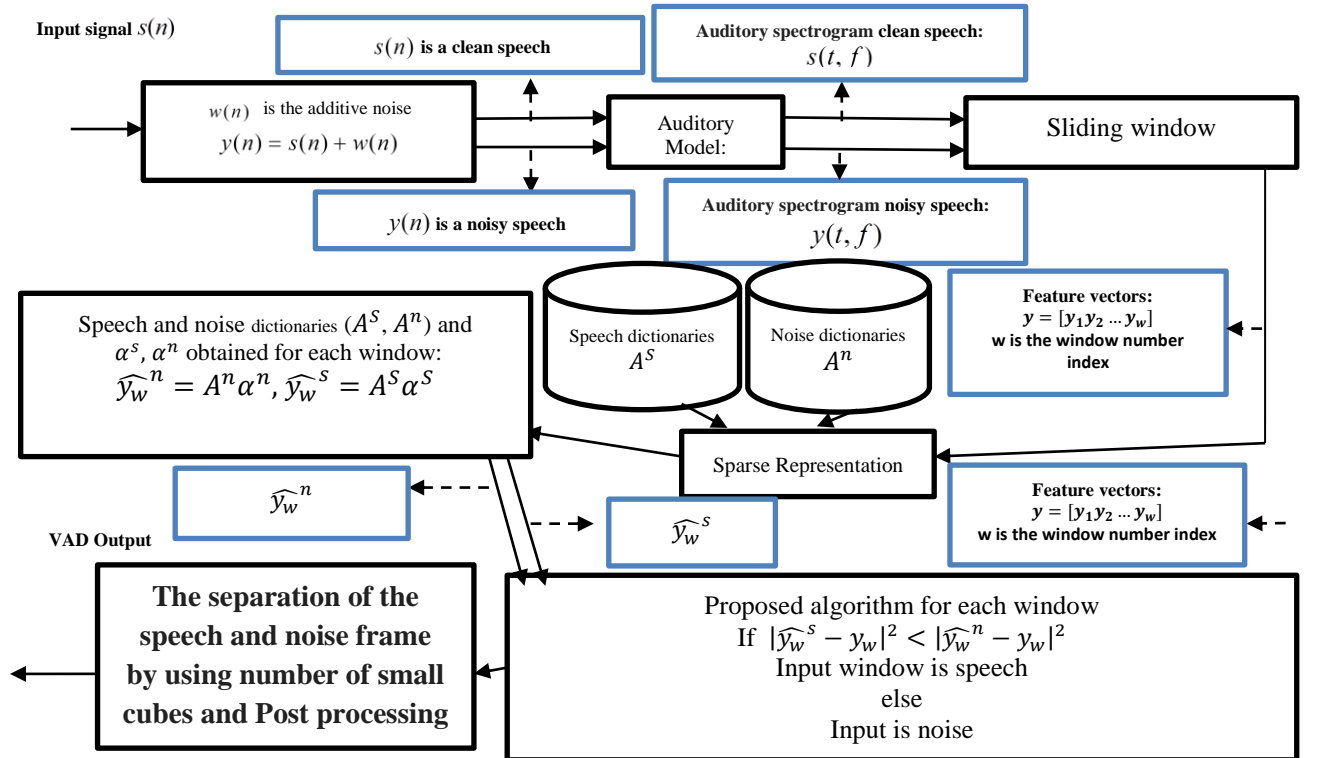 Input signal s(n)
s(n) is a clean speech
Auditory spectrogram clean speech:
s(t, f)
w(n) is the additive noise
y(n) = s(n) + w(n)
Auditory
Model:
Sliding window
y(n) is a noisy speech
Auditory spectrogram noisy speech:
y(t, f)
Speech and noise dictionaries (A^S, A^n) and
α^s, α^n obtained for each window:
ŷ_w^n = A^n α^n, ŷ_w^s = A^S α^S
Speech dictionaries
A^S
Noise dictionaries
A^n
Feature vectors:
y = [y₁y₂ … y_w]
w is the window number
index
Sparse Representation
ŷ_w^n
ŷ_w^s
Feature vectors:
y = [y₁y₂ … y_w]
w is the window number index
VAD Output
The separation of the
speech and noise frame
by using number of small
cubes and Post processing
Proposed algorithm for each window
If |ŷ_w^s − y_w|² < |ŷ_w^n − y_w|²
Input window is speech
else
Input is noise